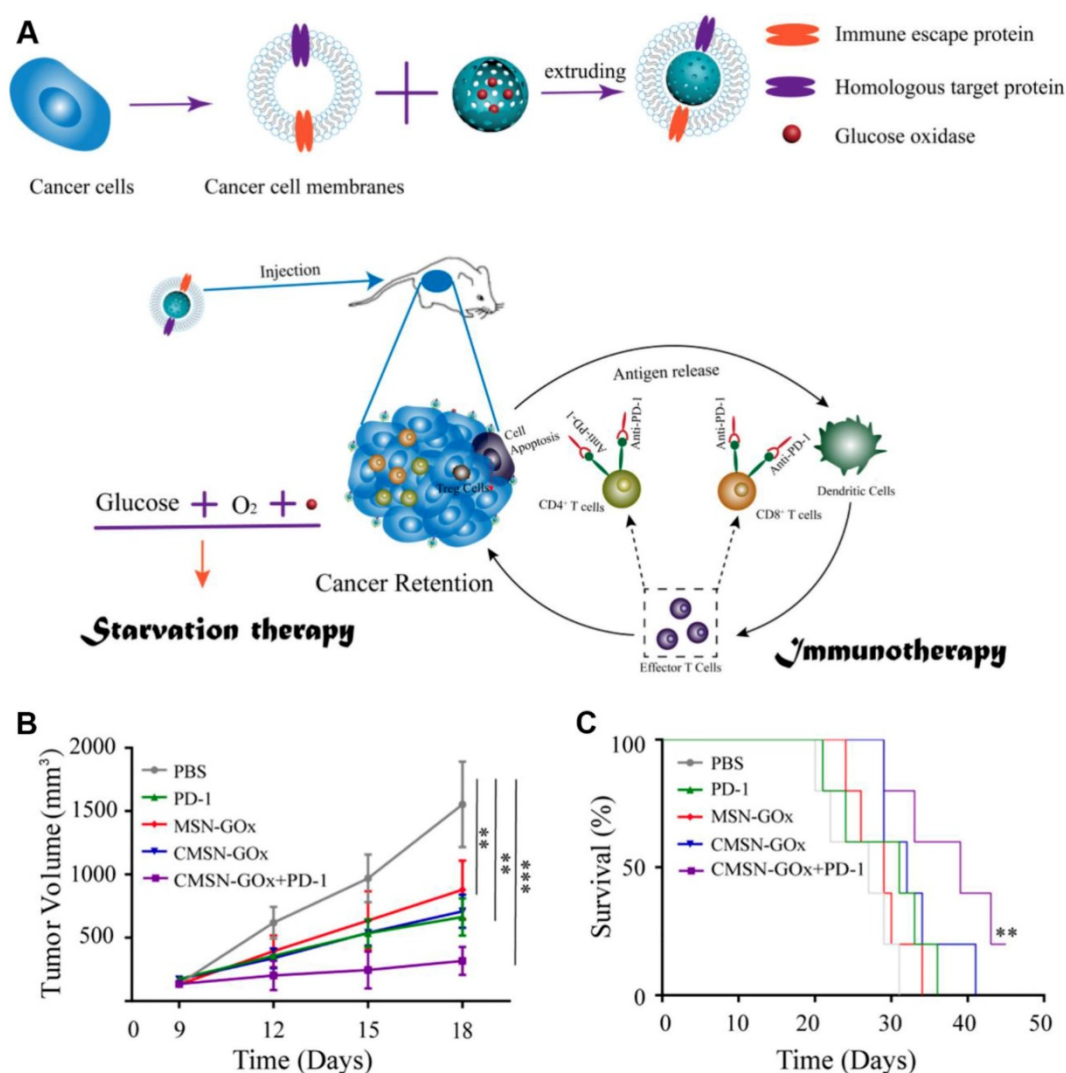 A
Cancer cells
Cancer cell membranes
extruding
Immune escape protein
Homologous target protein
Glucose oxidase
Injection
Antigen release
Cell
Apoptosis
Treg Cells
Anti-PD-1
Anti-PD-1
CD4+ T cells
Anti-PD-1
Anti-PD-1
CD8+ T cells
Dendritic Cells
Effector T Cells
Glucose + O2 +
Cancer Retention
Starvation therapy
Immunotherapy
B
Tumor Volume (mm³)
2000
1500
1000
500
0 9 12 15 18
Time (Days)
PBS
PD-1
MSN-GOx
CMSN-GOx
CMSN-GOx+PD-1
**
**
***
C
Survival (%)
100
50
0
0 10 20 30 40 50
Time (Days)
PBS
PD-1
MSN-GOx
CMSN-GOx
CMSN-GOx+PD-1
**